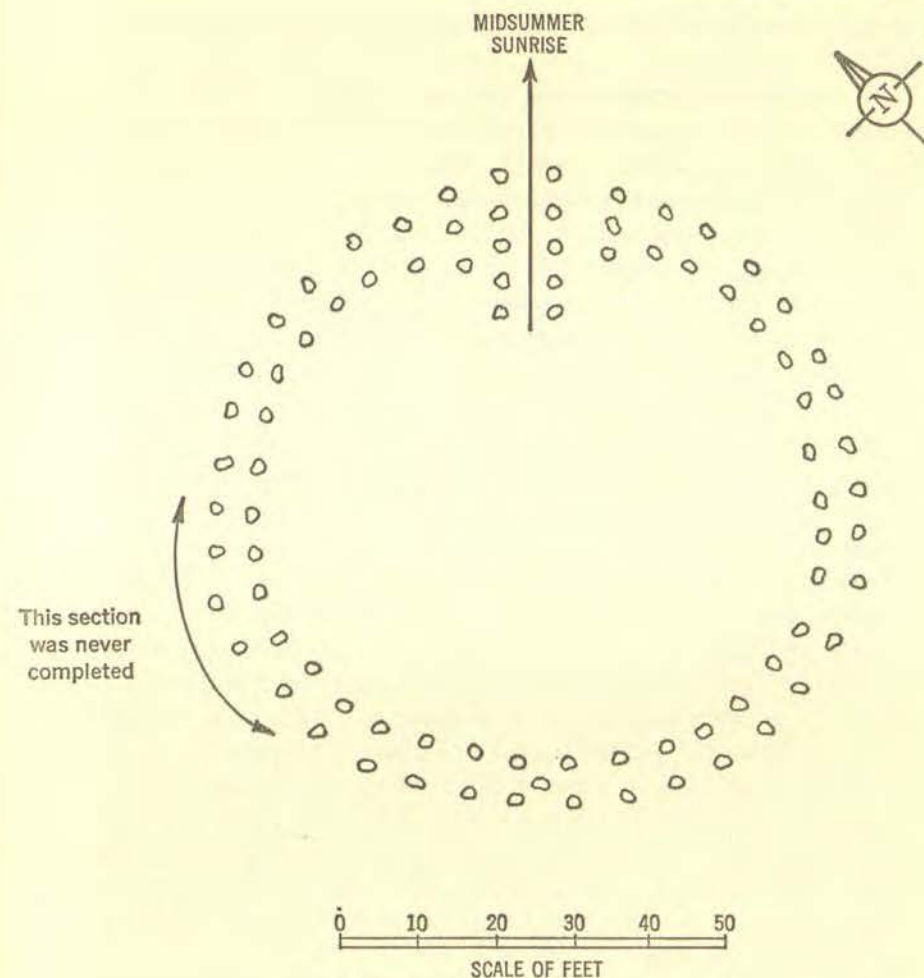 MIDSUMMER
SUNRISE
N
This section
was never
completed
0 10 20 30 40 50
SCALE OF FEET